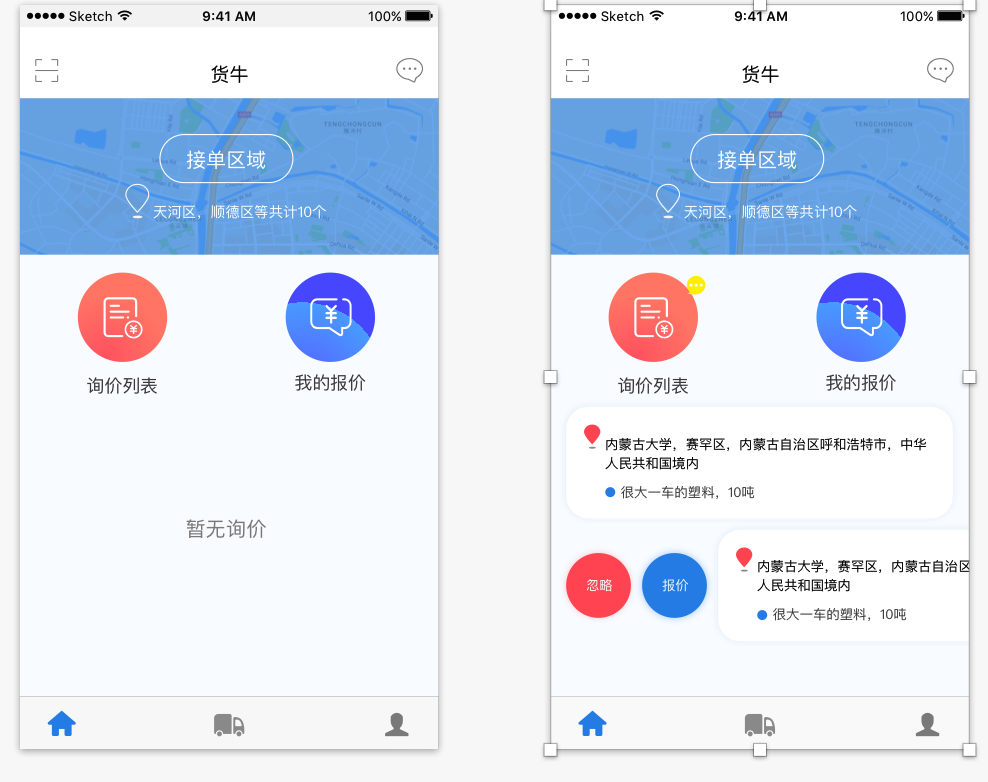 Sketch 9:41 AM 100%
货牛
TENGCHONGCUN
接单区域
天河区，顺德区等共计10个
询价列表
我的报价
暂无询价
Sketch 9:41 AM 100%
货牛
TENGCHONGCUN
接单区域
天河区，顺德区等共计10个
询价列表
我的报价
内蒙古大学，赛罕区，内蒙古自治区呼和浩特市，中华
人民共和国境内
很大一车的塑料，10吨
忽略
报价
内蒙古大学，赛罕区，内蒙古自治区
人民共和国境内
很大一车的塑料，10吨